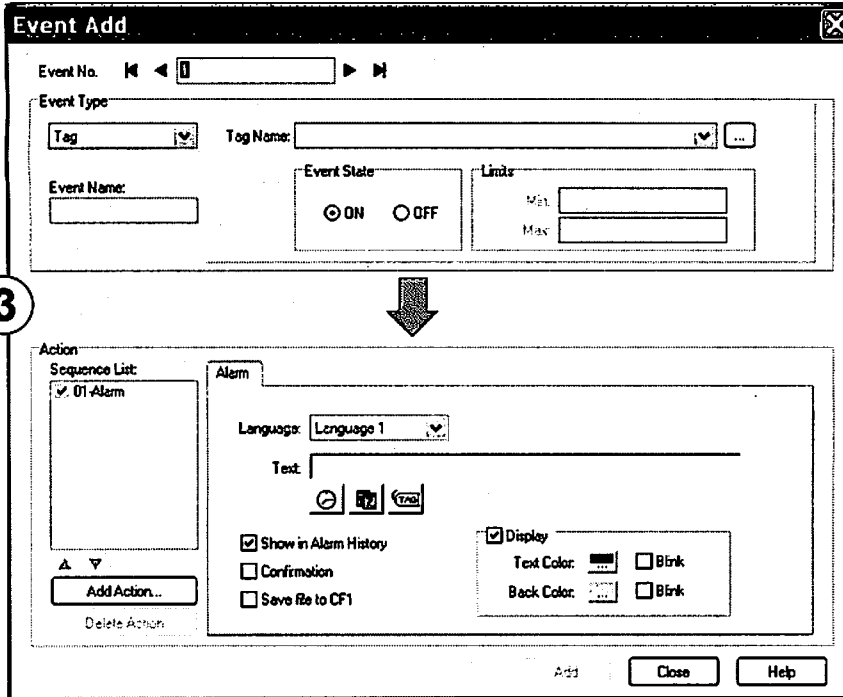 Event Add
Event No. 1
Event Type
Tag
Tag Name:
...
Event Name:
Event State
ON OFF
Limits
Min:
Max:
3
Action
Sequence List:
01-Alarm
Alarm
Language: Language 1
Text:
TAG
Show in Alarm History
Confirmation
Save file to CF1
Display
Text Color: ... Blink
Back Color: ... Blink
Add Action...
Delete Action
Add Close Help